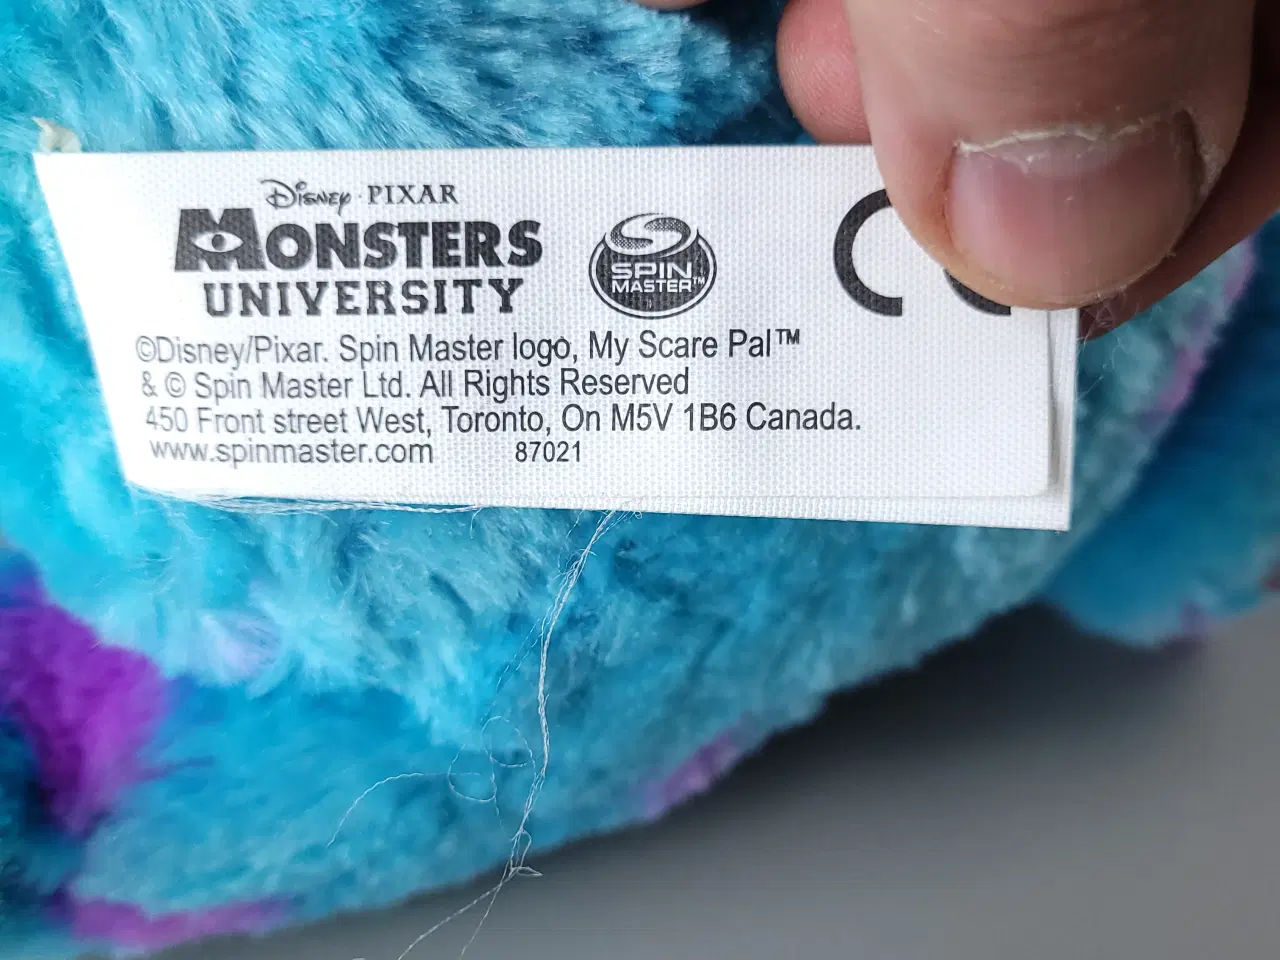 Disney · PIXAR
MONSTERS
UNIVERSITY
SPIN
MASTER™
CE
©Disney/Pixar. Spin Master logo, My Scare Pal™
& © Spin Master Ltd. All Rights Reserved
450 Front street West, Toronto, On M5V 1B6 Canada.
www.spinmaster.com 87021